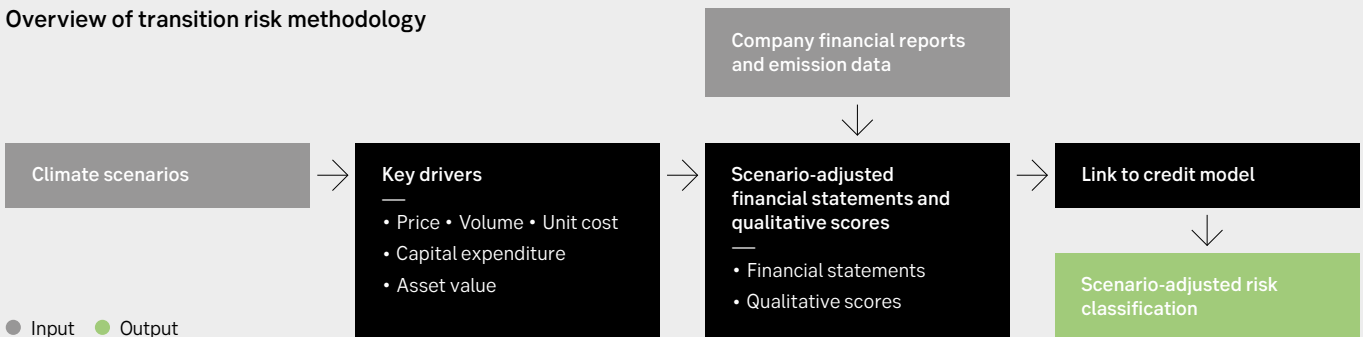 Overview of transition risk methodology
Company financial reports
and emission data
Climate scenarios
Key drivers
• Price • Volume • Unit cost
• Capital expenditure
• Asset value
Scenario-adjusted
financial statements and
qualitative scores
• Financial statements
• Qualitative scores
Link to credit model
Scenario-adjusted risk
classification
Input Output